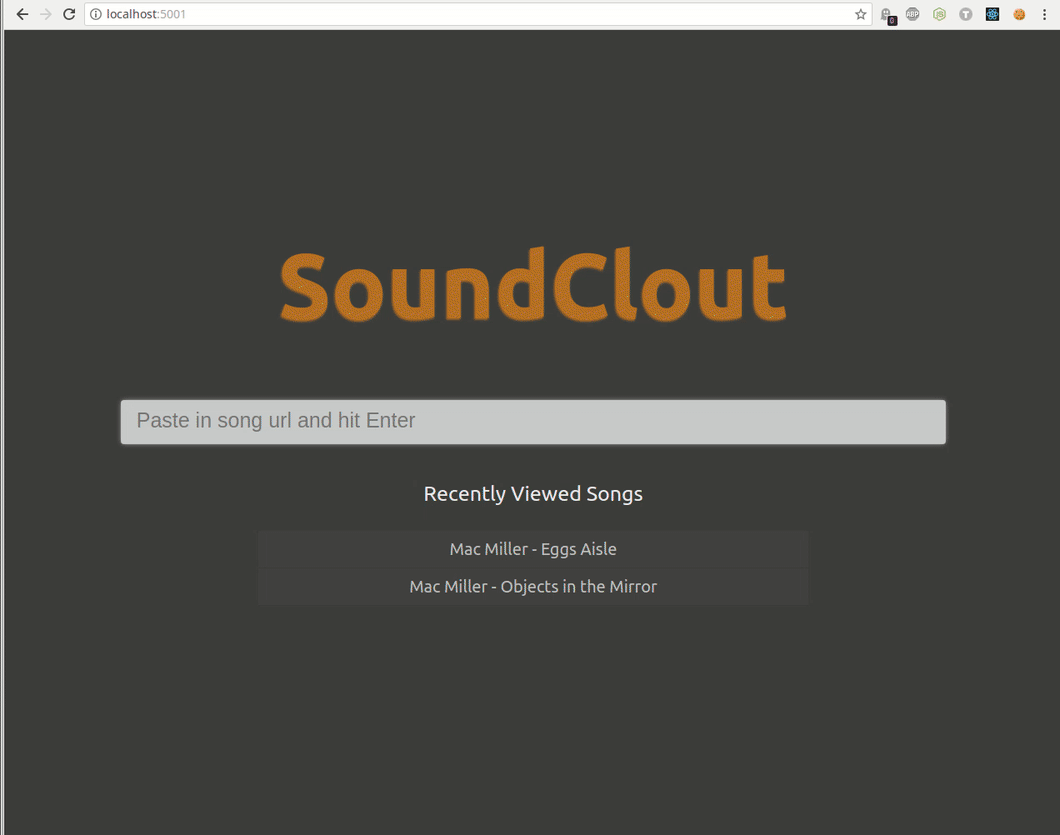 localhost:5001
0
ABP
JS
T
SoundClout
Paste in song url and hit Enter
Recently Viewed Songs
Mac Miller - Eggs Aisle
Mac Miller - Objects in the Mirror